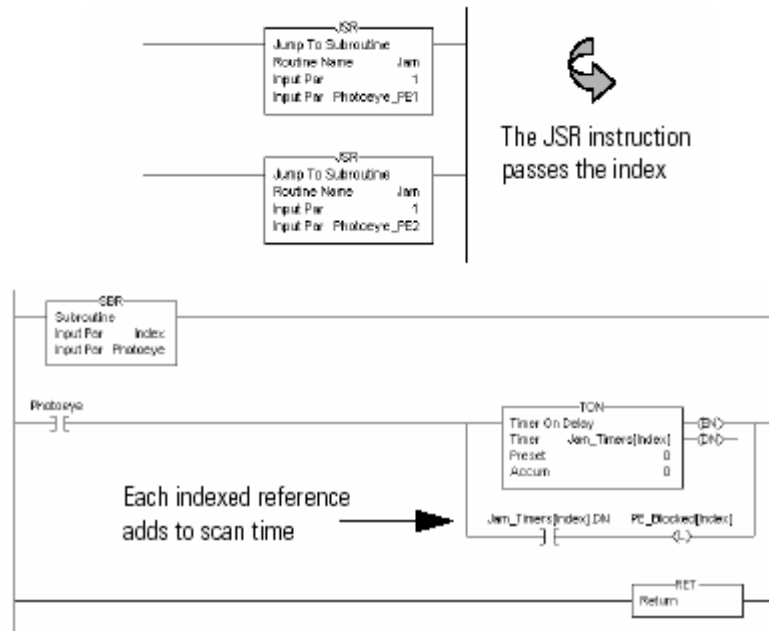 JSR
Jump To Subroutine
Routine Name Jam
Input Par 1
Input Par Photoeye_PE1
The JSR instruction
passes the index
JSR
Jump To Subroutine
Routine Name Jam
Input Par 1
Input Par Photoeye_PE2
SBR
Subroutine
Input Par Index
Input Par Photoeye
Photoeye
TON
Timer On Delay
Timer Jam_Timers[Index]
Preset 0
Accum 0
EN
DN
Each indexed reference
adds to scan time
Jam_Timers[Index].DN PE_Blocked[Index]
L
RET
Return